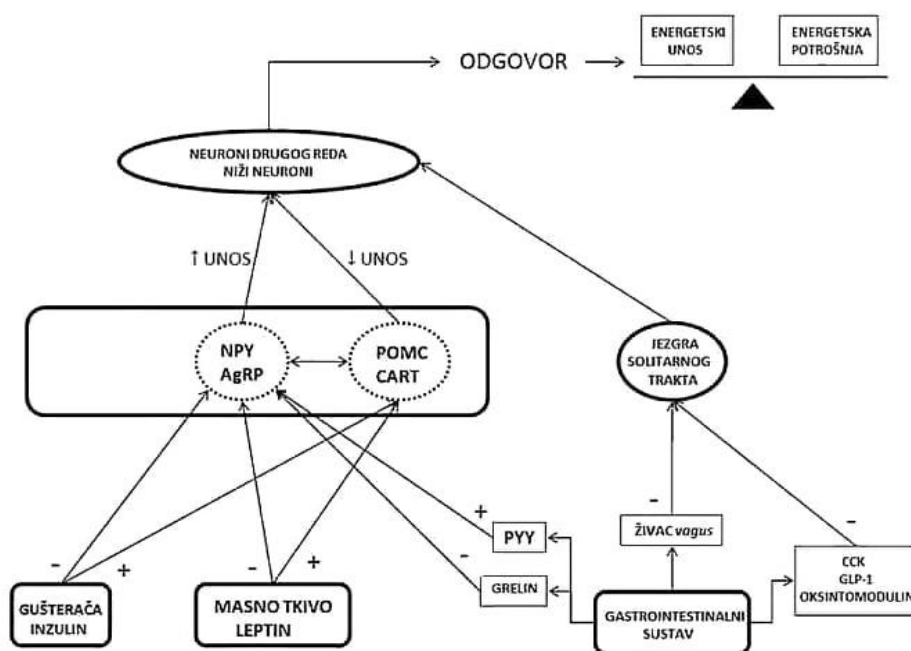 ENERGETSKI
UNOS
ENERGETSKA
POTROŠNJA
ODGOVOR
NEURONI DRUGOG REDA
NIŽI NEURONI
↑ UNOS
↓ UNOS
NPY
AgRP
POMC
CART
JEZGRA
SOLITARNOG
TRAKTA
-
+
-
+
+
-
-
-
PYY
GRELIN
ŽIVAC vagus
CCK
GLP-1
OKSINTOMODULIN
GUŠTERAČA
INZULIN
MASNO TKIVO
LEPTIN
GASTROINTESTINALNI
SUSTAV